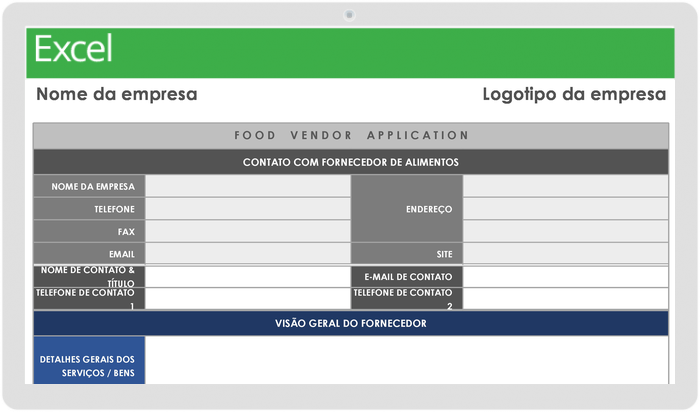 Excel
Nome da empresa Logotipo da empresa
FOOD VENDOR APPLICATION
CONTATO COM FORNECEDOR DE ALIMENTOS
NOME DA EMPRESA
TELEFONE ENDEREÇO
FAX
EMAIL SITE
NOME DE CONTATO &
TÍTULO E-MAIL DE CONTATO
TELEFONE DE CONTATO TELEFONE DE CONTATO
1 2
VISÃO GERAL DO FORNECEDOR
DETALHES GERAIS DOS
SERVIÇOS / BENS